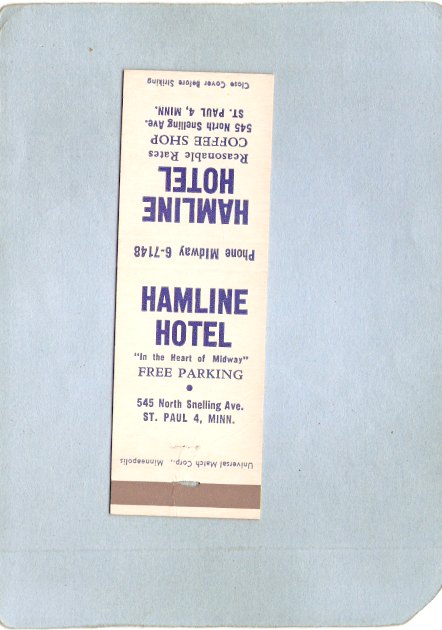 Close Cover Before Striking
ST. PAUL 4, MINN.
545 North Snelling Ave.
COFFEE SHOP
Reasonable Rates
HOTEL
HAMLINE
Phone Midway 6-7148
HAMLINE
HOTEL
"In the Heart of Midway"
FREE PARKING
545 North Snelling Ave.
ST. PAUL 4, MINN.
Universal Match Corp., Minneapolis